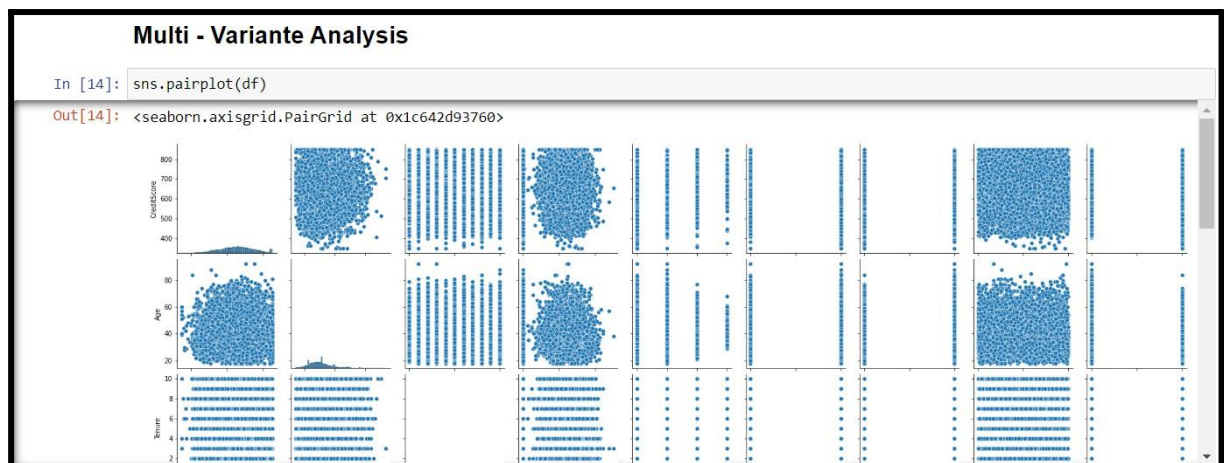 Multi - Variante Analysis
In [14]: sns.pairplot(df)
Out[14]: <seaborn.axisgrid.PairGrid at 0x1c642d93760>
CreditScore
800
700
600
500
400
Age
80
60
40
20
Tenure
10
8
6
4
2